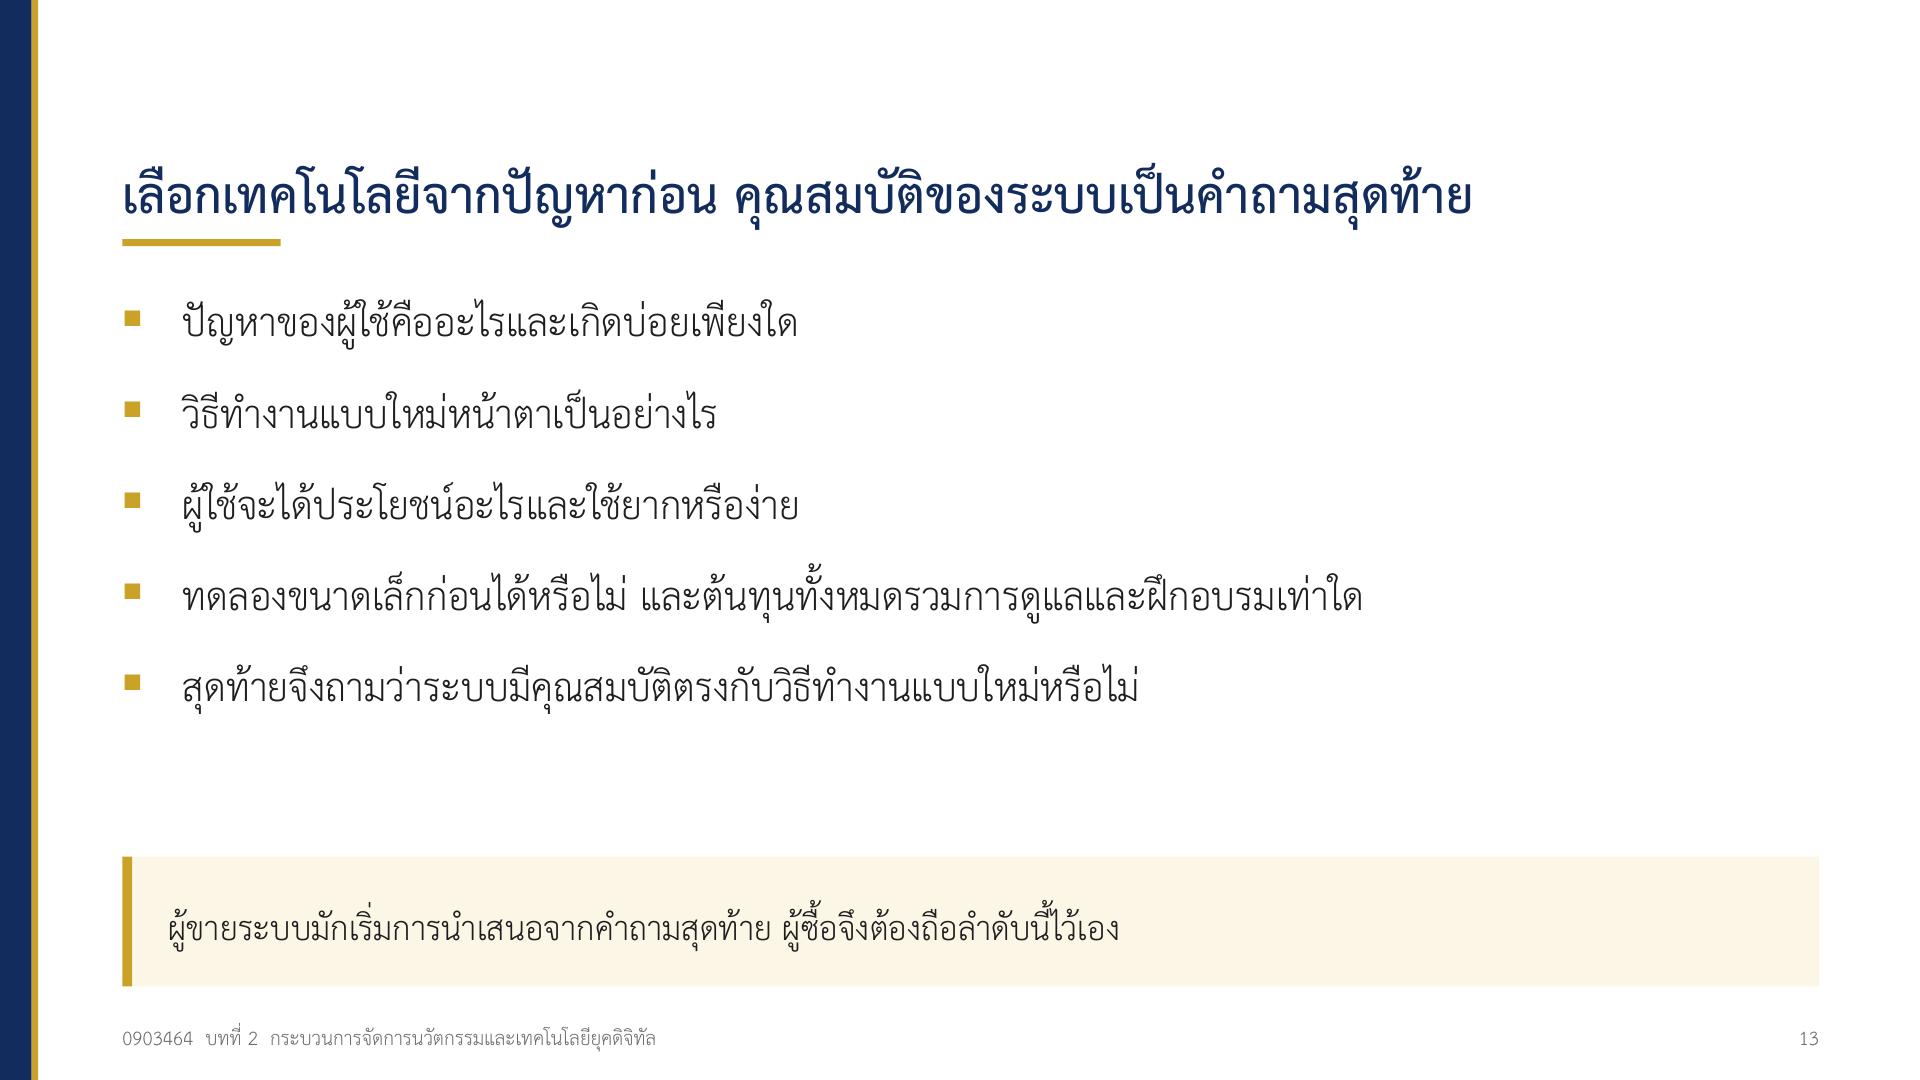 เลือกเทคโนโลยีจากปัญหาก่อน คุณสมบัติของระบบเป็นคำถามสุดท้าย
ปัญหาของผู้ใช้คืออะไรและเกิดบ่อยเพียงใด
วิธีทำงานแบบใหม่หน้าตาเป็นอย่างไร
ผู้ใช้จะได้ประโยชน์อะไรและใช้ยากหรือง่าย
ทดลองขนาดเล็กก่อนได้หรือไม่ และต้นทุนทั้งหมดรวมการดูแลและฝึกอบรมเท่าใด
สุดท้ายจึงถามว่าระบบมีคุณสมบัติตรงกับวิธีทำงานแบบใหม่หรือไม่
ผู้ขายระบบมักเริ่มการนำเสนอจากคำถามสุดท้าย ผู้ซื้อจึงต้องถือลำดับนี้ไว้เอง
0903464 บทที่ 2 กระบวนการจัดการนวัตกรรมและเทคโนโลยียุคดิจิทัล
13